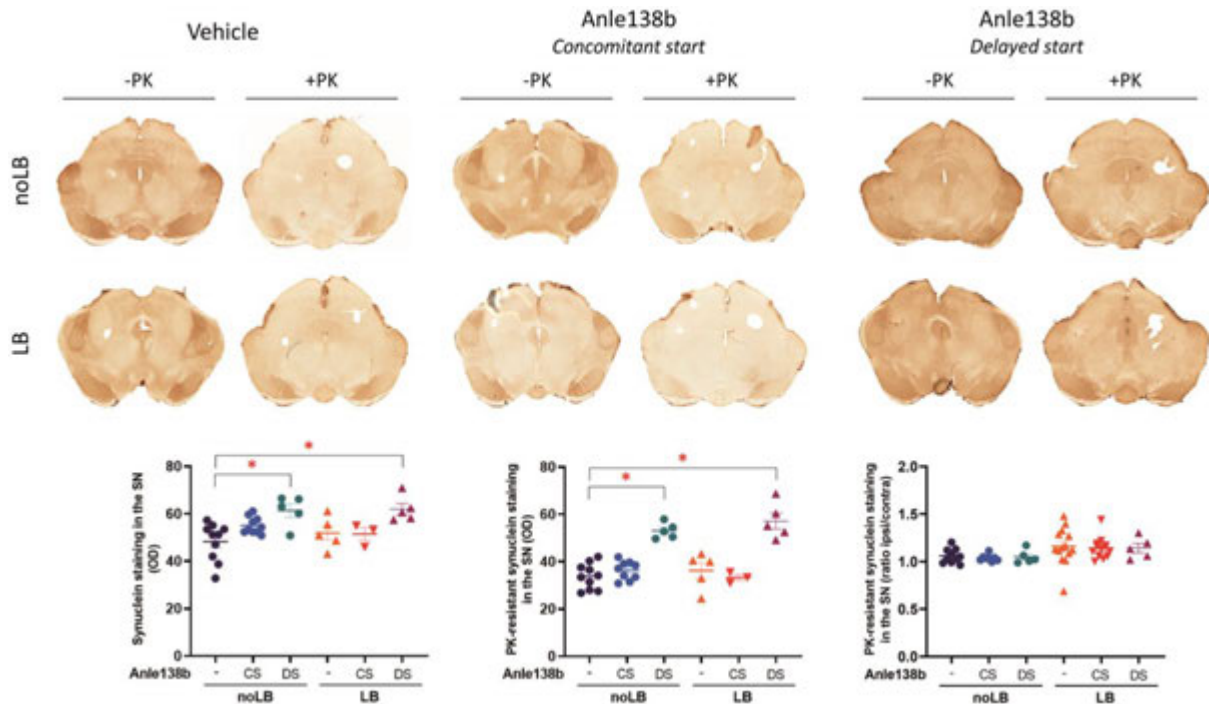 Vehicle
Anle138b
Concomitant start
Anle138b
Delayed start
-PK +PK -PK +PK -PK +PK
noLB
LB
Synuclein staining in the SN
(OD)
80
60
40
20
0
*
*
Anle138b - CS DS - CS DS
noLB LB
PK-resistant synuclein staining
in the SN (OD)
80
60
40
20
0
*
*
Anle138b - CS DS - CS DS
noLB LB
PK-resistant synuclein staining
in the SN (ratio ipsi/contra)
2.0
1.5
1.0
0.5
0.0
Anle138b - CS DS - CS DS
noLB LB